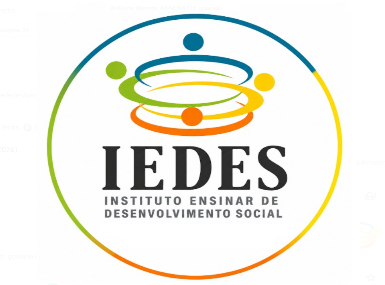 IEDES
INSTITUTO ENSINAR DE
DESENVOLVIMENTO SOCIAL